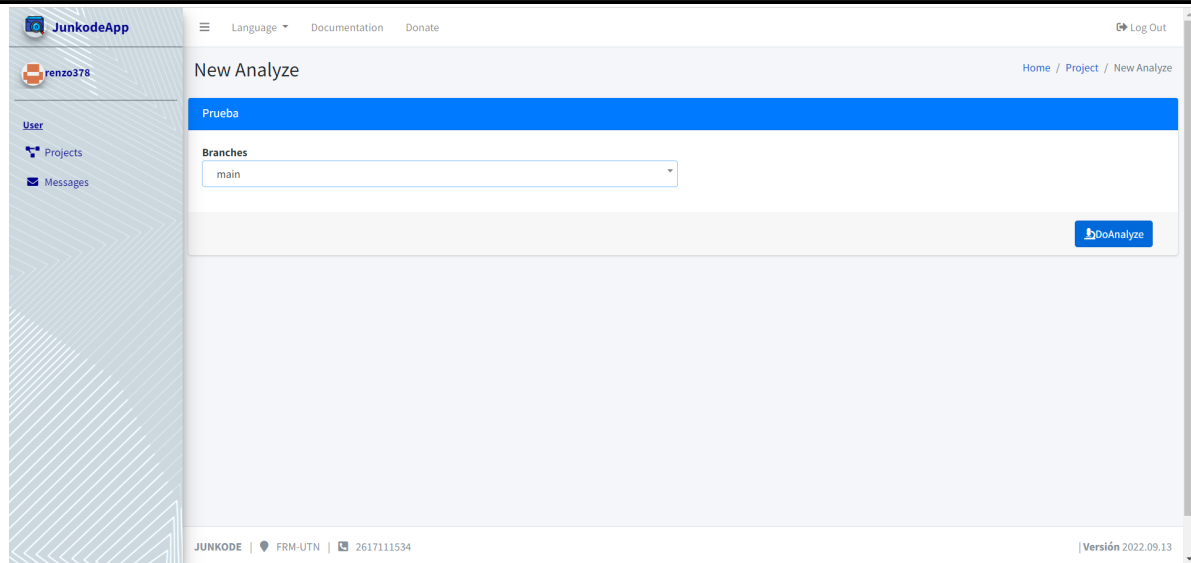 JunkodeApp
Language Documentation Donate Log Out
renzo378
New Analyze
Home / Project / New Analyze
User
Projects
Messages
Prueba
Branches
main
DoAnalyze
JUNKODE | FRM-UTN | 2617111534 | Versión 2022.09.13